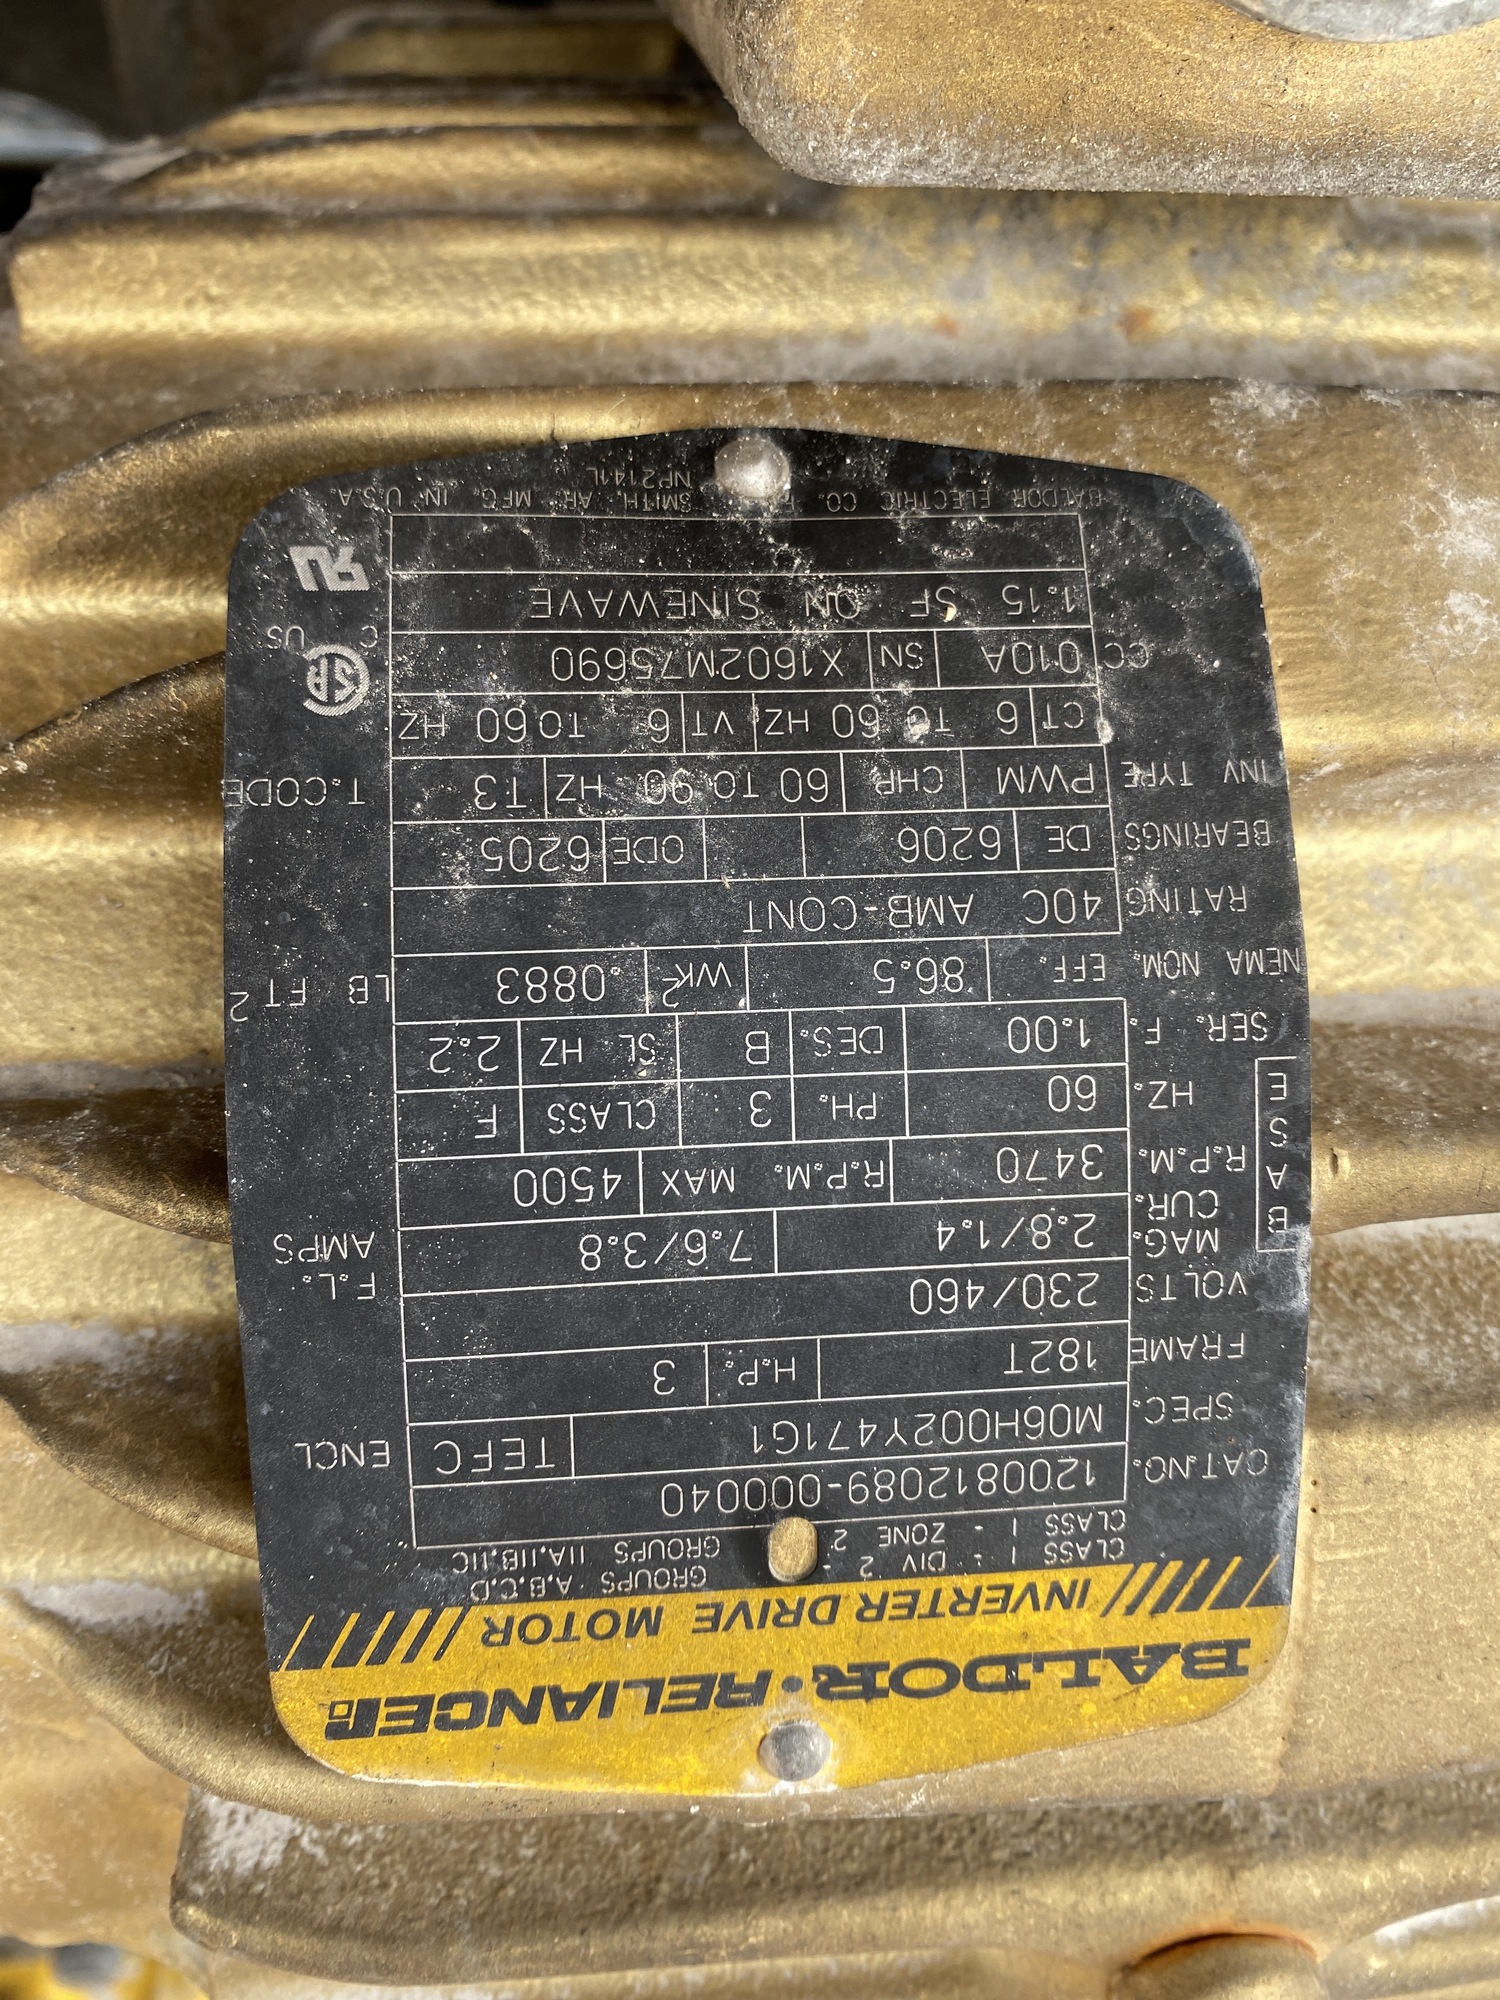 BALDOR • RELIANCE
INVERTER DRIVE MOTOR
CLASS I - DIV 2 - GROUPS A,B,C,D
CLASS I - ZONE 2 GROUPS IIA,IIB,IIC
CAT.NO. 1200812089-000040
SPEC. M06H002Y471G1 TEFC ENCL
FRAME 182T H.P. 3
VOLTS 230/460
MAG. CUR. 2.8/1.4 7.6/3.8 F.L. AMPS
R.P.M. 3470 R.P.M. MAX 4500
HZ. 60 PH. 3 CLASS F
SER. F. 1.00 DES. B SL HZ 2.2
BASE
NEMA NOM. EFF. 86.5 WK2 .0883 LB FT2
RATING 40C AMB-CONT
BEARINGS DE 6206 ODE 6205
INV TYPE PWM CHP 60 TO 90 HZ T3 T.CODE
CT 6 TO 60 HZ VT 6 TO 60 HZ
CC 010A SN X1602M75690
SA
C US
1.15 SF ON SINEWAVE
BALDOR ELECTRIC CO. SMITH, AR. MFG. IN U.S.A.
NP2141L